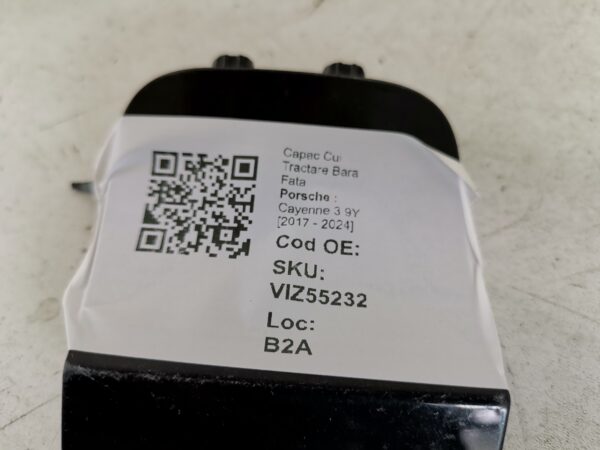 Capac Cui
Tractare Bara
Fata
Porsche :
Cayenne 3 9Y
[2017 - 2024]
Cod OE:
SKU:
VIZ55232
Loc:
B2A